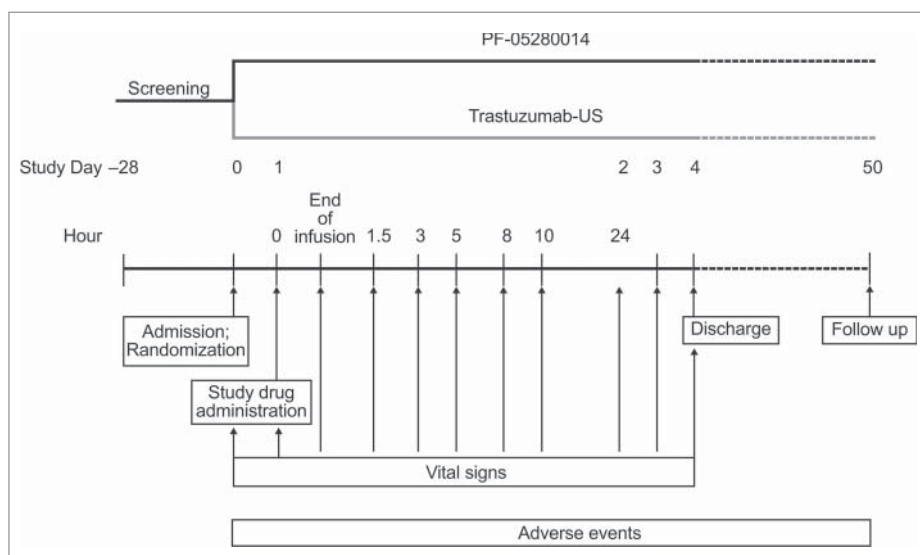 PF-05280014
Screening
Trastuzumab-US
Study Day –28 0 1 2 3 4 50
End
of
Hour 0 infusion 1.5 3 5 8 10 24
Admission;
Randomization
Discharge
Follow up
Study drug
administration
Vital signs
Adverse events